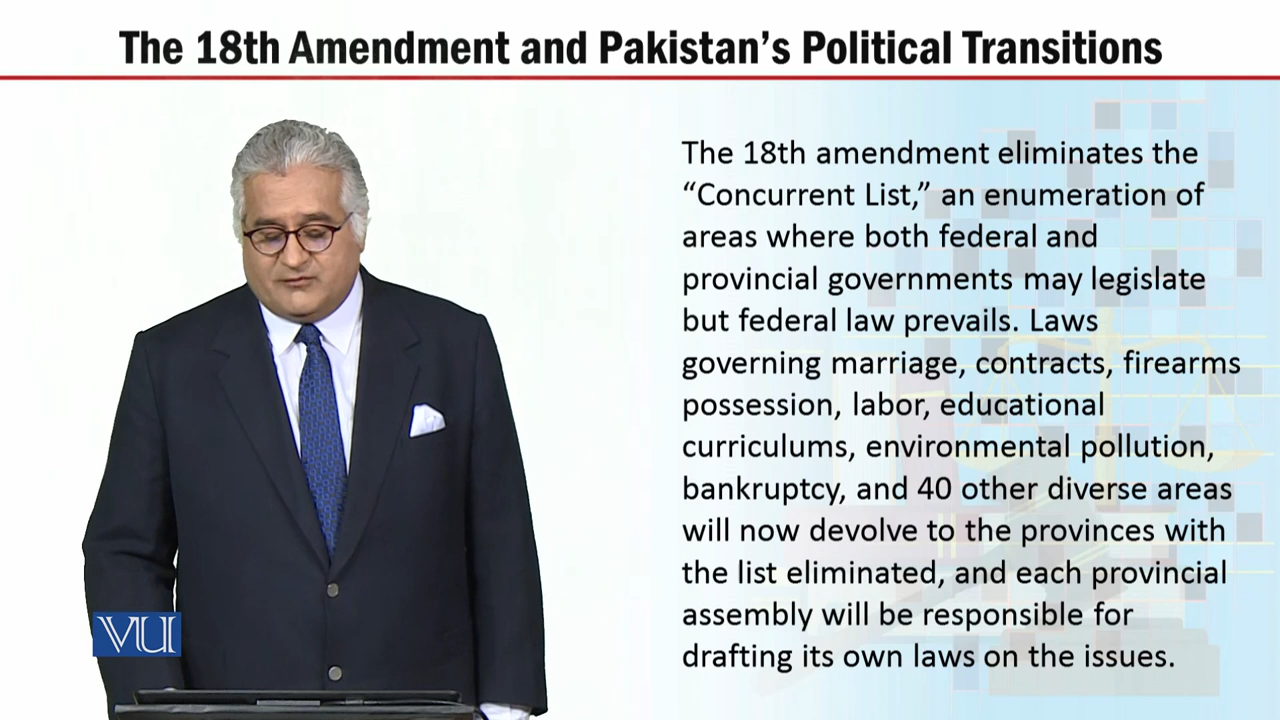 The 18th Amendment and Pakistan’s Political Transitions
The 18th amendment eliminates the
“Concurrent List,” an enumeration of
areas where both federal and
provincial governments may legislate
but federal law prevails. Laws
governing marriage, contracts, firearms
possession, labor, educational
curriculums, environmental pollution,
bankruptcy, and 40 other diverse areas
will now devolve to the provinces with
the list eliminated, and each provincial
assembly will be responsible for
drafting its own laws on the issues.
VU